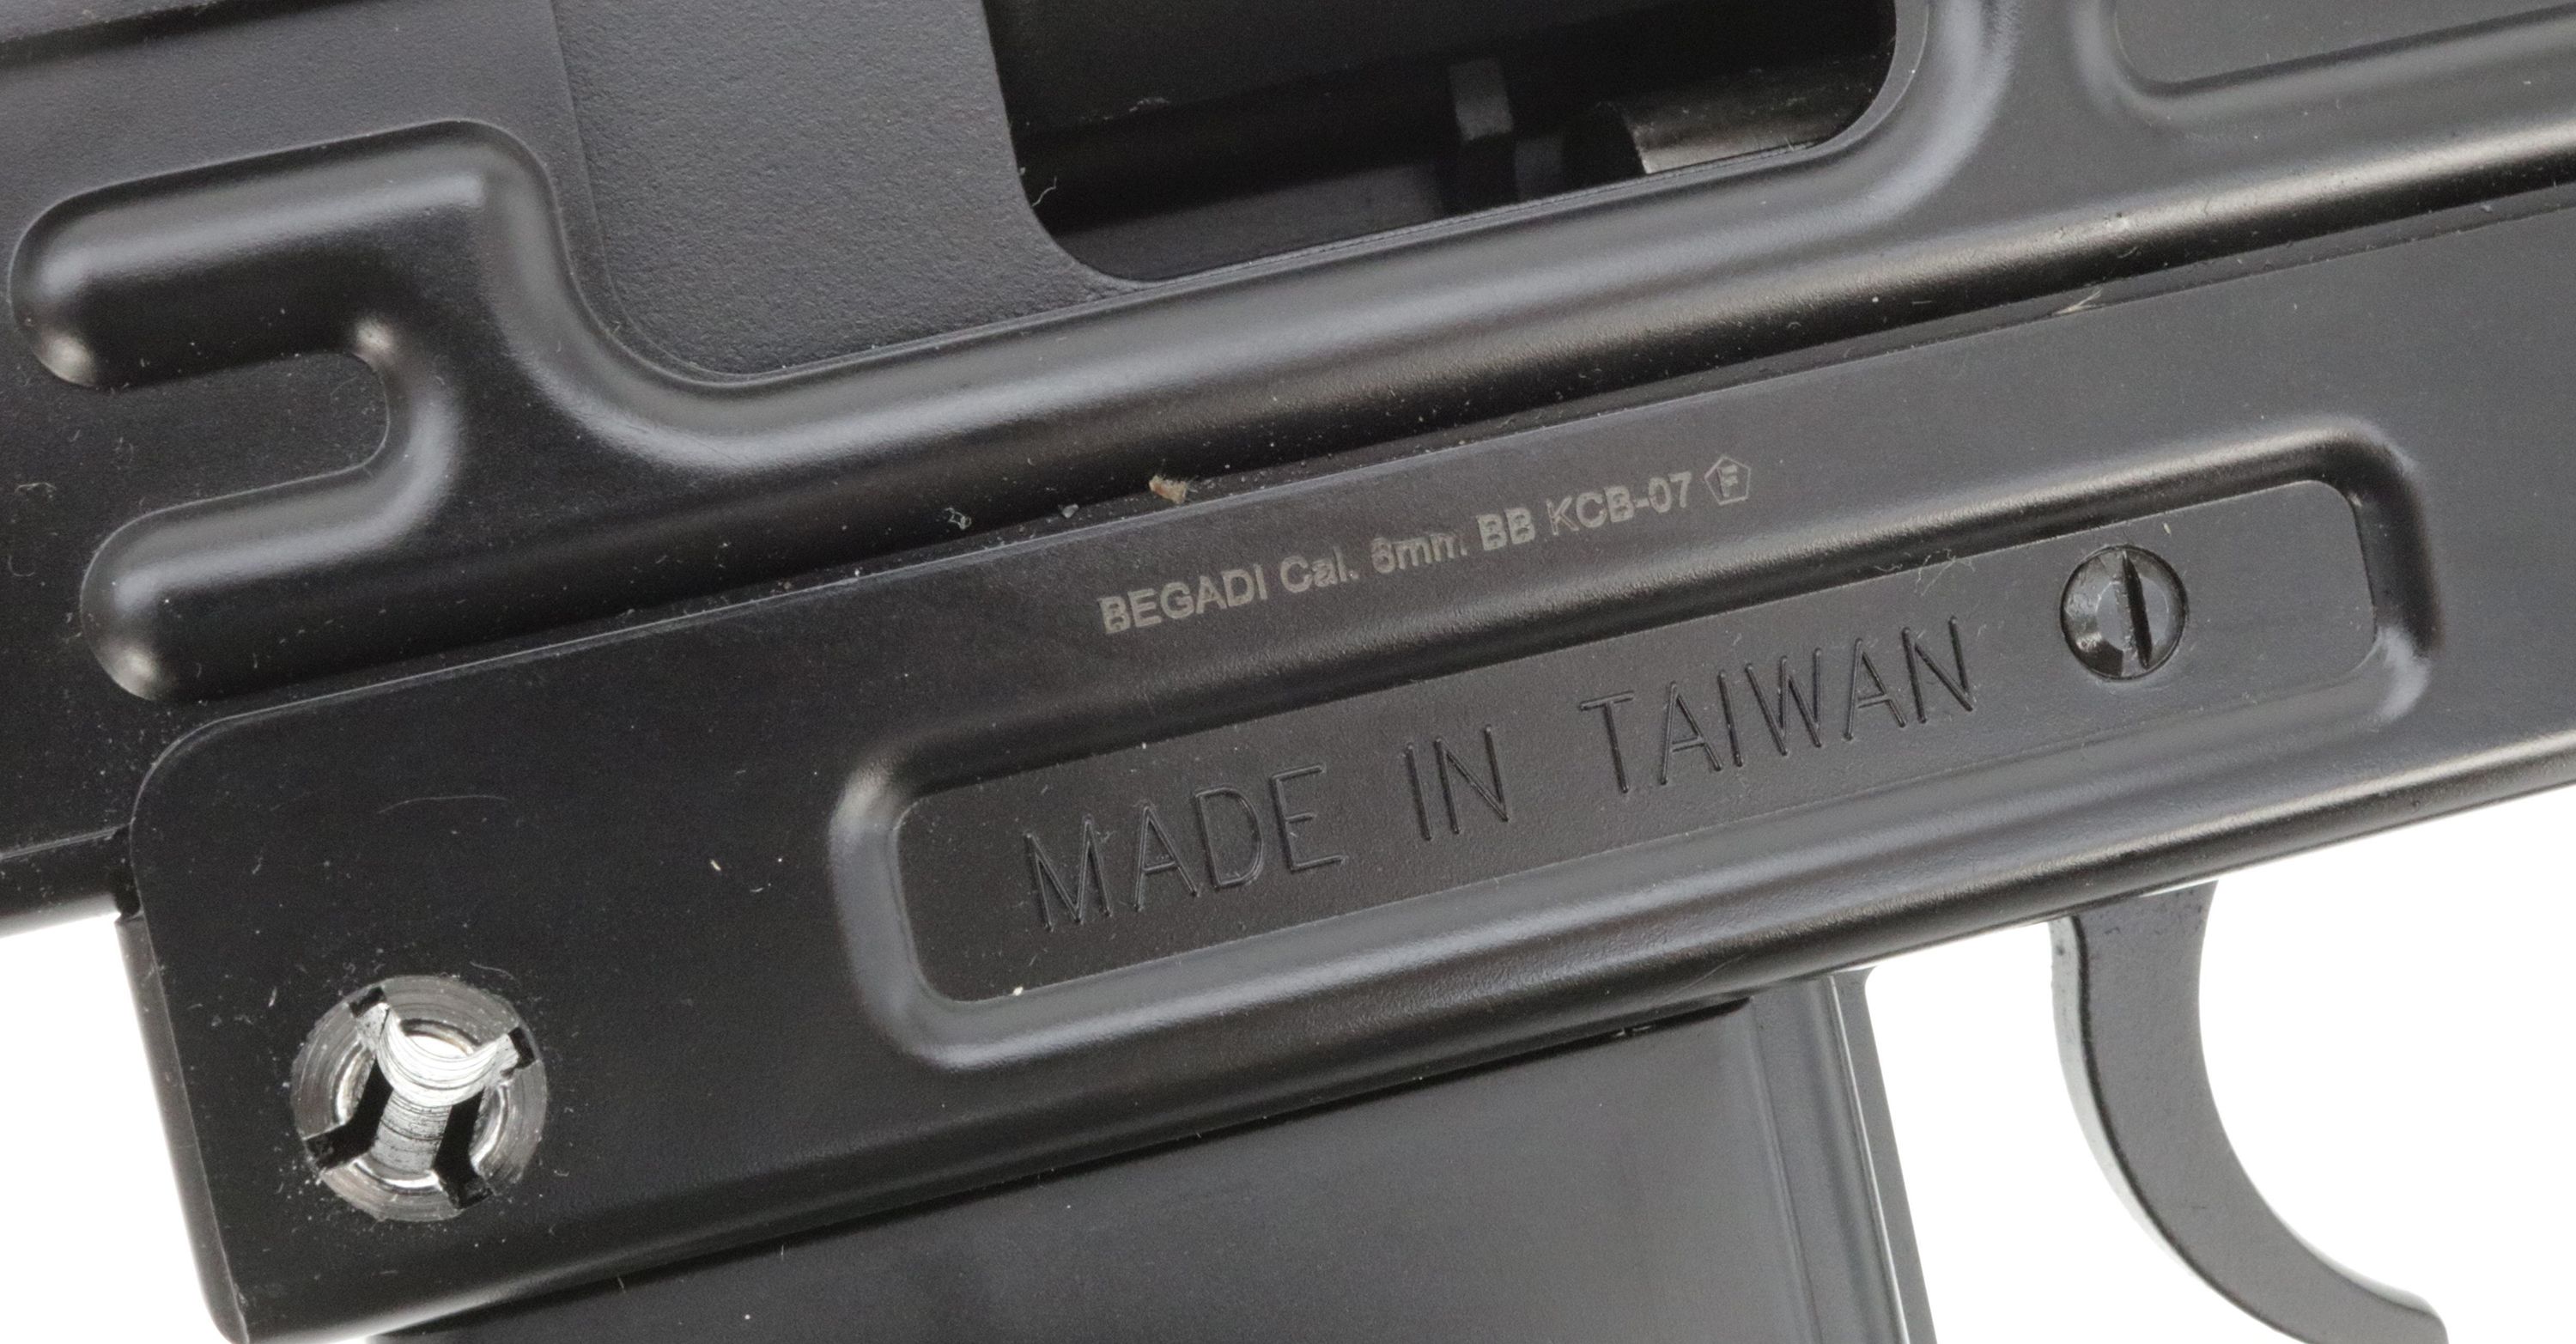 BEGADI Cal. 6mm BB KCB-07 F
MADE IN TAIWAN